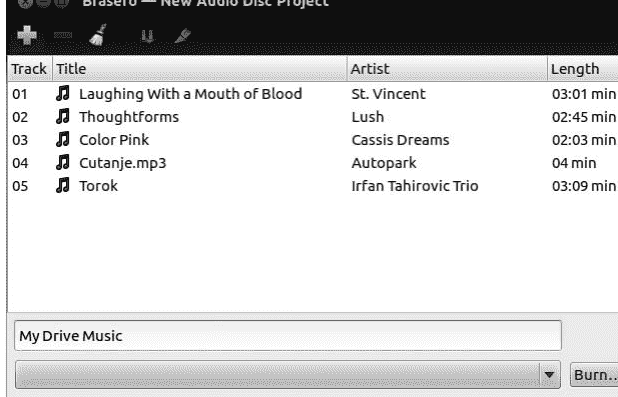 Brasero — New Audio Disc Project
Track Title Artist Length
01 Laughing With a Mouth of Blood St. Vincent 03:01 min
02 Thoughtforms Lush 02:45 min
03 Color Pink Cassis Dreams 02:03 min
04 Cutanje.mp3 Autopark 04 min
05 Torok Irfan Tahirovic Trio 03:09 min
My Drive Music
Burn...